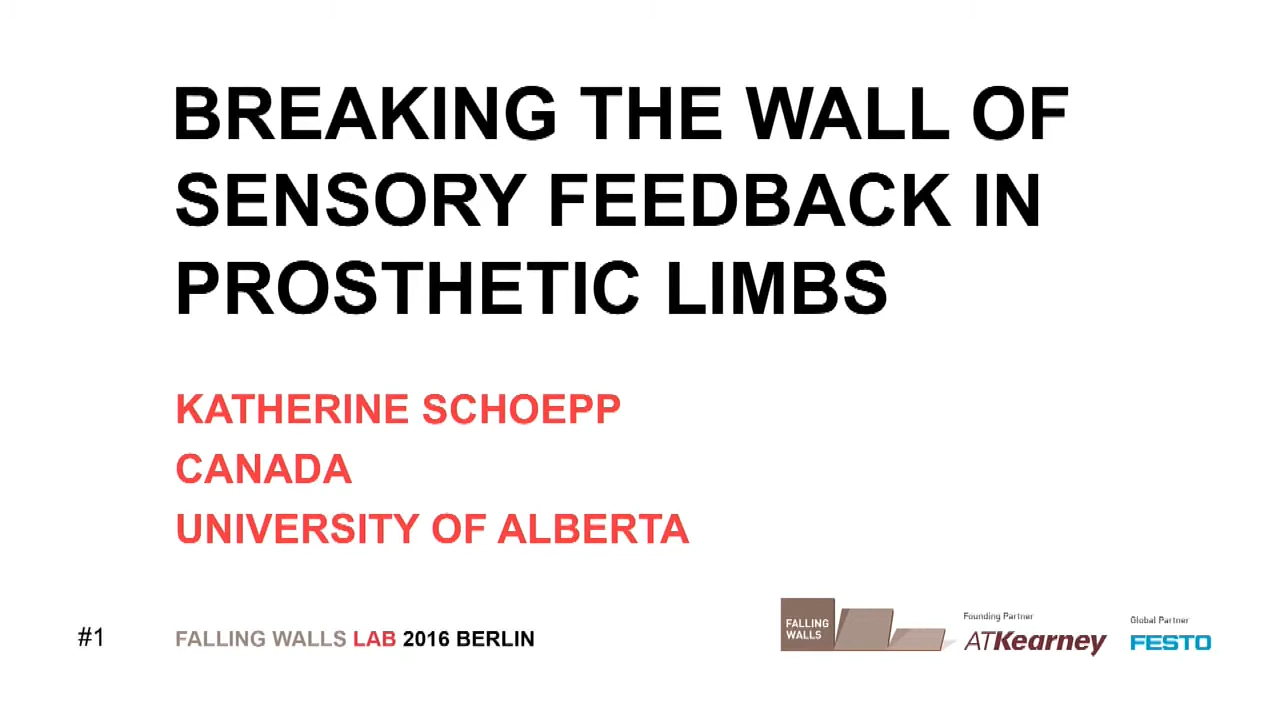 BREAKING THE WALL OF
SENSORY FEEDBACK IN
PROSTHETIC LIMBS
KATHERINE SCHOEPP
CANADA
UNIVERSITY OF ALBERTA
#1
FALLING WALLS LAB 2016 BERLIN
FALLING
WALLS
Founding Partner
ATKearney
Global Partner
FESTO